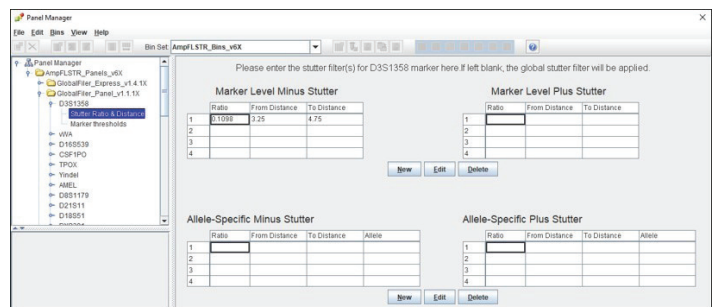 Panel Manager
File Edit Bins View Help
Bin Set: AmpFLSTR_Bins_v6X
Panel Manager
AmpFLSTR_Panels_v6X
GlobalFiler_Express_v1.4.1X
GlobalFiler_Panel_v1.1.1X
D3S1358
Stutter Ratio & Distance
Marker thresholds
vWA
D16S539
CSF1PO
TPOX
Yindel
AMEL
D8S1179
D21S11
D18S51
Please enter the stutter filter(s) for D3S1358 marker here.If left blank, the global stutter filter will be applied.
Marker Level Minus Stutter
Ratio From Distance To Distance
1 0.1098 3.25 4.75
2
3
4
Marker Level Plus Stutter
Ratio From Distance To Distance
1
2
3
4
New Edit Delete
Allele-Specific Minus Stutter
Ratio From Distance To Distance Allele
1
2
3
4
Allele-Specific Plus Stutter
Ratio From Distance To Distance Allele
1
2
3
4
New Edit Delete